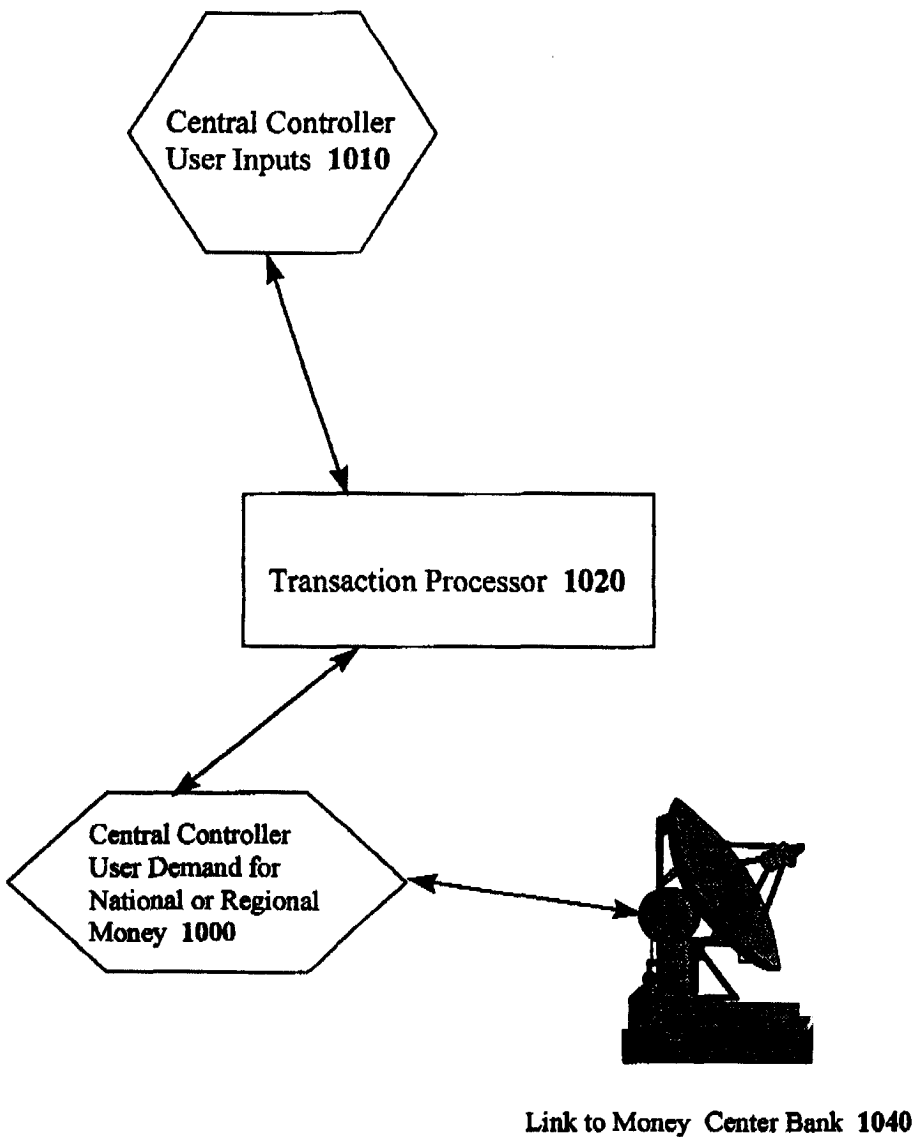 Central Controller
User Inputs 1010
Transaction Processor 1020
Central Controller
User Demand for
National or Regional
Money 1000
Link to Money Center Bank 1040